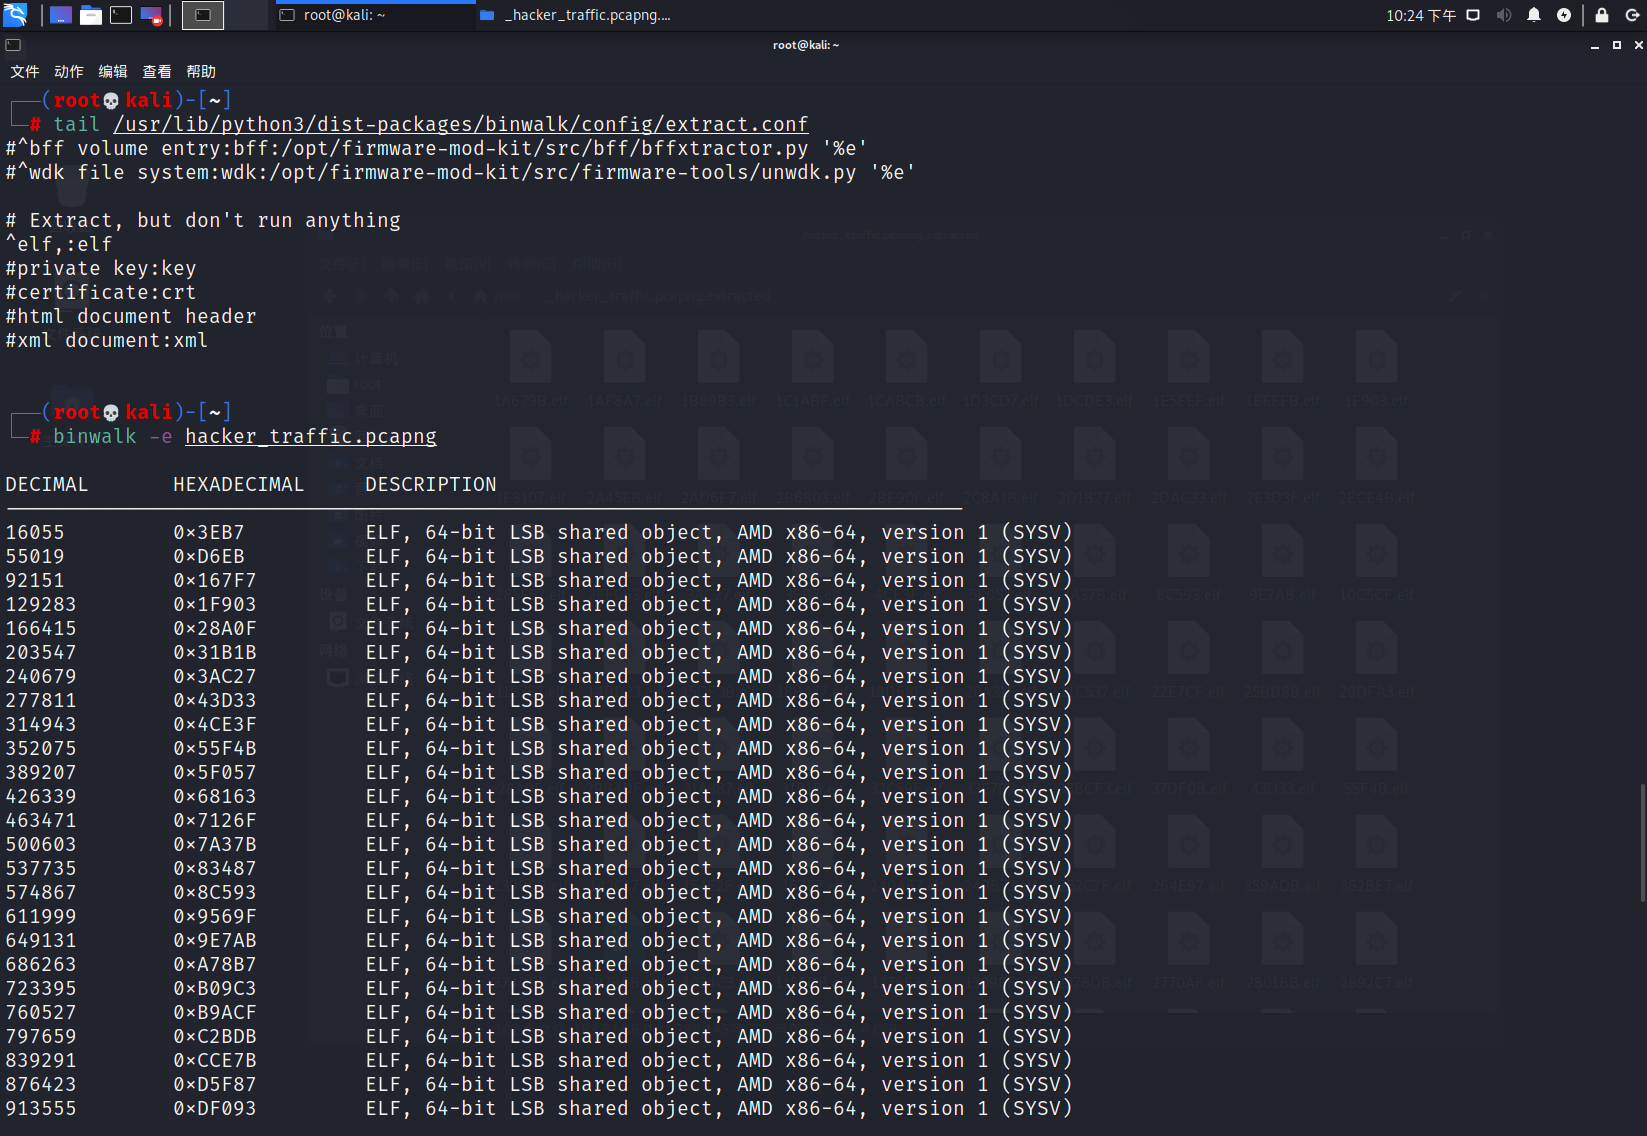 root@kali: ~
_hacker_traffic.pcapng....
10:24 下午
root@kali: ~
文件 动作 编辑 查看 帮助
(root💀kali)-[~]
# tail /usr/lib/python3/dist-packages/binwalk/config/extract.conf
#^bff volume entry:bff:/opt/firmware-mod-kit/src/bff/bffxtractor.py '%e'
#^wdk file system:wdk:/opt/firmware-mod-kit/src/firmware-tools/unwdk.py '%e'
# Extract, but don't run anything
^elf,:elf
#private key:key
#certificate:crt
#html document header
#xml document:xml
(root💀kali)-[~]
# binwalk -e hacker_traffic.pcapng
DECIMAL HEXADECIMAL DESCRIPTION
16055 0×3EB7 ELF, 64-bit LSB shared object, AMD x86-64, version 1 (SYSV)
55019 0×D6EB ELF, 64-bit LSB shared object, AMD x86-64, version 1 (SYSV)
92151 0×167F7 ELF, 64-bit LSB shared object, AMD x86-64, version 1 (SYSV)
129283 0×1F903 ELF, 64-bit LSB shared object, AMD x86-64, version 1 (SYSV)
166415 0×28A0F ELF, 64-bit LSB shared object, AMD x86-64, version 1 (SYSV)
203547 0×31B1B ELF, 64-bit LSB shared object, AMD x86-64, version 1 (SYSV)
240679 0×3AC27 ELF, 64-bit LSB shared object, AMD x86-64, version 1 (SYSV)
277811 0×43D33 ELF, 64-bit LSB shared object, AMD x86-64, version 1 (SYSV)
314943 0×4CE3F ELF, 64-bit LSB shared object, AMD x86-64, version 1 (SYSV)
352075 0×55F4B ELF, 64-bit LSB shared object, AMD x86-64, version 1 (SYSV)
389207 0×5F057 ELF, 64-bit LSB shared object, AMD x86-64, version 1 (SYSV)
426339 0×68163 ELF, 64-bit LSB shared object, AMD x86-64, version 1 (SYSV)
463471 0×7126F ELF, 64-bit LSB shared object, AMD x86-64, version 1 (SYSV)
500603 0×7A37B ELF, 64-bit LSB shared object, AMD x86-64, version 1 (SYSV)
537735 0×83487 ELF, 64-bit LSB shared object, AMD x86-64, version 1 (SYSV)
574867 0×8C593 ELF, 64-bit LSB shared object, AMD x86-64, version 1 (SYSV)
611999 0×9569F ELF, 64-bit LSB shared object, AMD x86-64, version 1 (SYSV)
649131 0×9E7AB ELF, 64-bit LSB shared object, AMD x86-64, version 1 (SYSV)
686263 0×A78B7 ELF, 64-bit LSB shared object, AMD x86-64, version 1 (SYSV)
723395 0×B09C3 ELF, 64-bit LSB shared object, AMD x86-64, version 1 (SYSV)
760527 0×B9ACF ELF, 64-bit LSB shared object, AMD x86-64, version 1 (SYSV)
797659 0×C2BDB ELF, 64-bit LSB shared object, AMD x86-64, version 1 (SYSV)
839291 0×CCE7B ELF, 64-bit LSB shared object, AMD x86-64, version 1 (SYSV)
876423 0×D5F87 ELF, 64-bit LSB shared object, AMD x86-64, version 1 (SYSV)
913555 0×DF093 ELF, 64-bit LSB shared object, AMD x86-64, version 1 (SYSV)